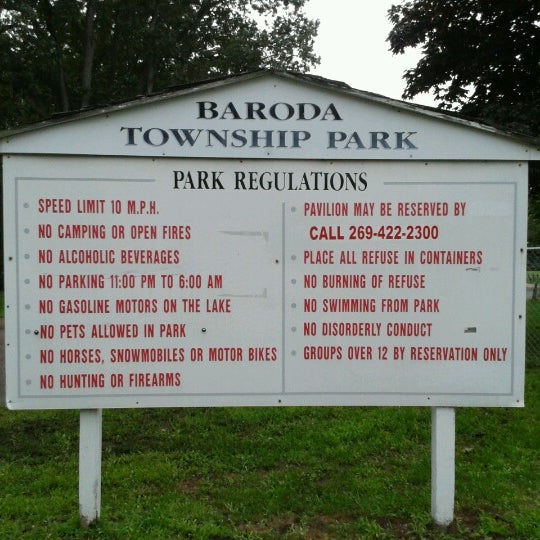 BARODA
TOWNSHIP PARK
PARK REGULATIONS
SPEED LIMIT 10 M.P.H.
NO CAMPING OR OPEN FIRES
NO ALCOHOLIC BEVERAGES
NO PARKING 11:00 PM TO 6:00 AM
NO GASOLINE MOTORS ON THE LAKE
NO PETS ALLOWED IN PARK
NO HORSES, SNOWMOBILES OR MOTOR BIKES
NO HUNTING OR FIREARMS
PAVILION MAY BE RESERVED BY
CALL 269-422-2300
PLACE ALL REFUSE IN CONTAINERS
NO BURNING OF REFUSE
NO SWIMMING FROM PARK
NO DISORDERLY CONDUCT
GROUPS OVER 12 BY RESERVATION ONLY